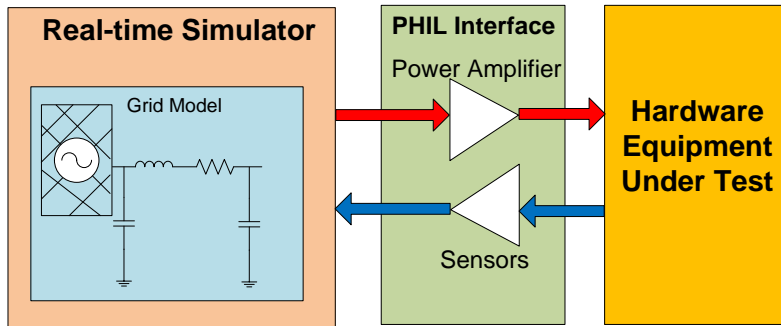 Real-time Simulator
Grid Model
PHIL Interface
Power Amplifier
Sensors
Hardware
Equipment
Under Test